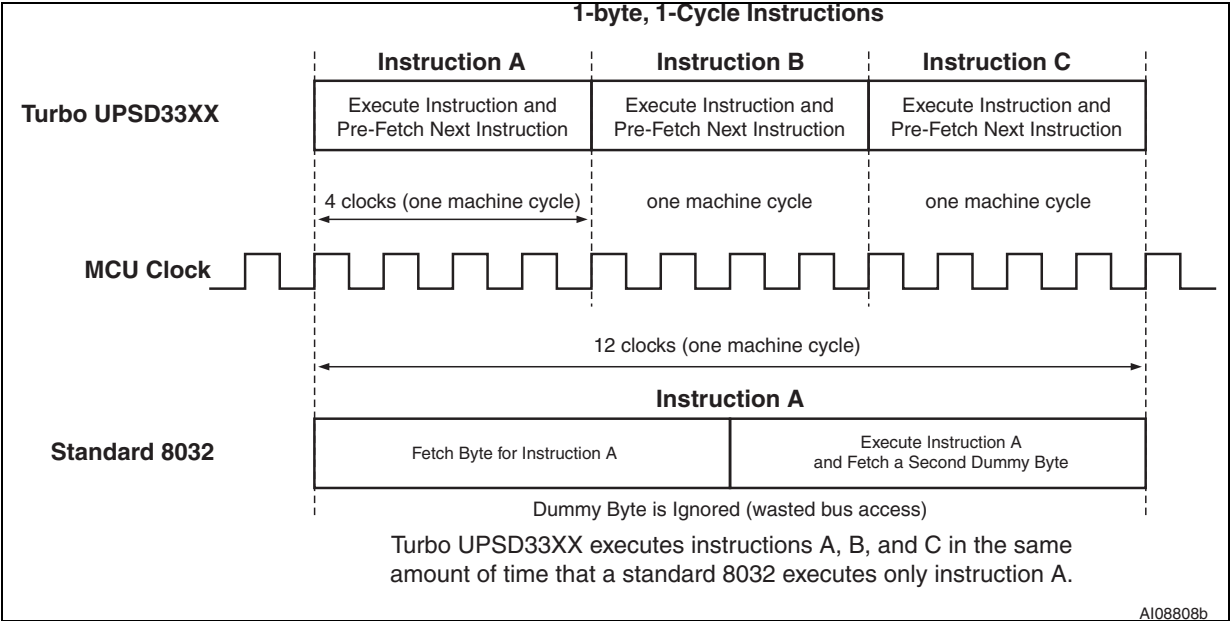 1-byte, 1-Cycle Instructions
Instruction A
Instruction B
Instruction C
Turbo UPSD33XX
Execute Instruction and
Pre-Fetch Next Instruction
Execute Instruction and
Pre-Fetch Next Instruction
Execute Instruction and
Pre-Fetch Next Instruction
4 clocks (one machine cycle)
one machine cycle
one machine cycle
MCU Clock
12 clocks (one machine cycle)
Instruction A
Standard 8032
Fetch Byte for Instruction A
Execute Instruction A
and Fetch a Second Dummy Byte
Dummy Byte is Ignored (wasted bus access)
Turbo UPSD33XX executes instructions A, B, and C in the same
amount of time that a standard 8032 executes only instruction A.
AI08808b